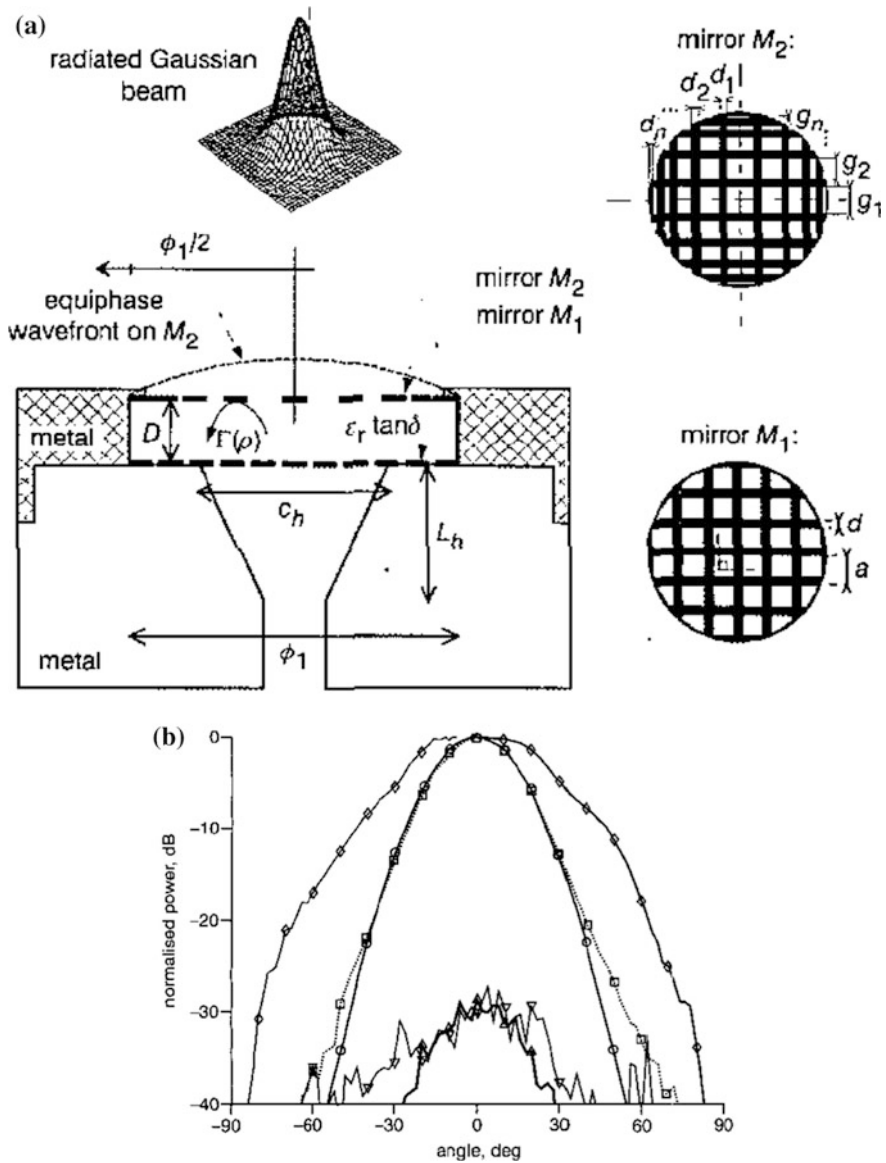 (a)
radiated Gaussian
beam
mirror M₂:
d₂ d₁
dₙ
gₙ
g₂
g₁
ϕ₁/2
equiphase
wavefront on M₂
mirror M₂
mirror M₁
metal
D
Γ(ρ)
εᵣ tanδ
cₕ
Lₕ
ϕ₁
metal
mirror M₁:
d
a
(b)
normalised power, dB
0
−10
−20
−30
−40
−90
−60
−30
0
30
60
90
angle, deg